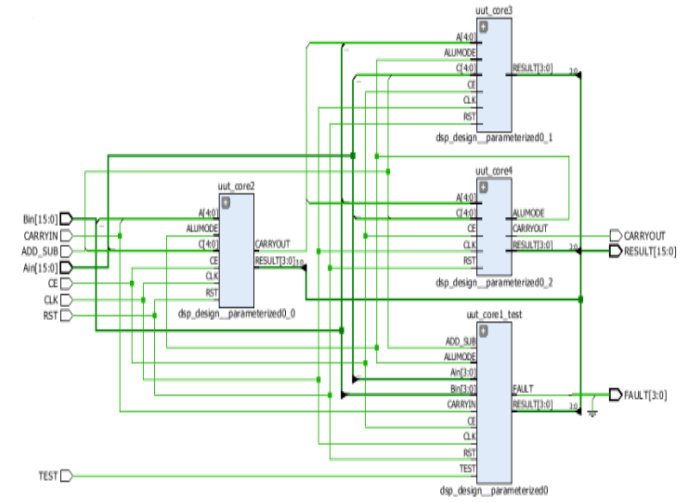 uut_core3
A[4:0]
ALUMODE
C[4:0]
CE
CLK
RST
RESULT[3:0]
dsp_design__parameterized0_1
uut_core4
A[4:0]
C[4:0]
CE
CLK
RST
ALUMODE
CARRYOUT
RESULT[3:0]
dsp_design__parameterized0_2
uut_core2
A[4:0]
ALUMODE
C[4:0]
CE
CLK
RST
CARRYOUT
RESULT[3:0]
dsp_design__parameterized0_0
Bin[15:0]
CARRYIN
ADD_SUB
Ain[15:0]
CE
CLK
RST
TEST
uut_core1_test
ADD_SUB
ALUMODE
Ain[3:0]
Bin[3:0]
CARRYIN
CE
CLK
RST
TEST
FAULT
RESULT[3:0]
dsp_design__parameterized0
CARRYOUT
RESULT[15:0]
FAULT[3:0]